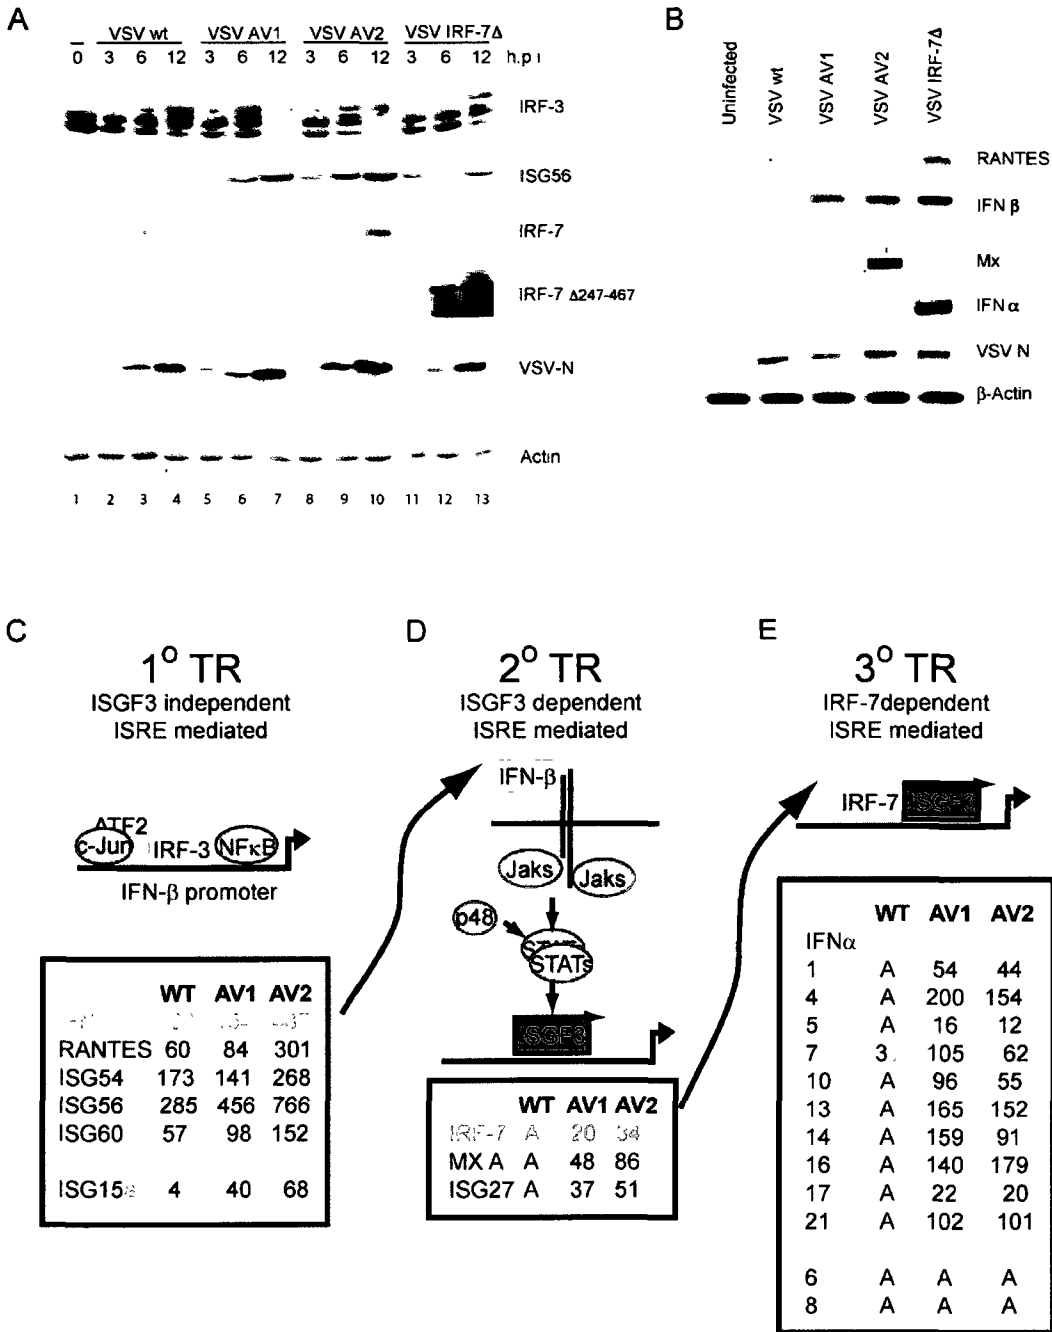 A
VSV wt VSV AV1 VSV AV2 VSV IRF-7Δ
0 3 6 12 3 6 12 3 6 12 3 6 12 h.p.i
IRF-3
ISG56
IRF-7
IRF-7 Δ247-467
VSV-N
Actin
1 2 3 4 5 6 7 8 9 10 11 12 13
B
Uninfected
VSV wt
VSV AV1
VSV AV2
VSV IRF-7Δ
RANTES
IFN β
Mx
IFN α
VSV N
β-Actin
C
1° TR
ISGF3 independent
ISRE mediated
ATF2
c-Jun IRF-3 NFκB
IFN-β promoter
WT AV1 AV2
RANTES 60 84 301
ISG54 173 141 268
ISG56 285 456 766
ISG60 57 98 152
ISG15 4 40 68
D
2° TR
ISGF3 dependent
ISRE mediated
IFN-β
Jaks Jaks
p48
STATs
STATs
ISGF3
WT AV1 AV2
IRF-7 A 20 34
MX A A 48 86
ISG27 A 37 51
E
3° TR
IRF-7dependent
ISRE mediated
IRF-7 ISGF3
WT AV1 AV2
IFNα
1 A 54 44
4 A 200 154
5 A 16 12
7 3. 105 62
10 A 96 55
13 A 165 152
14 A 159 91
16 A 140 179
17 A 22 20
21 A 102 101
6 A A A
8 A A A